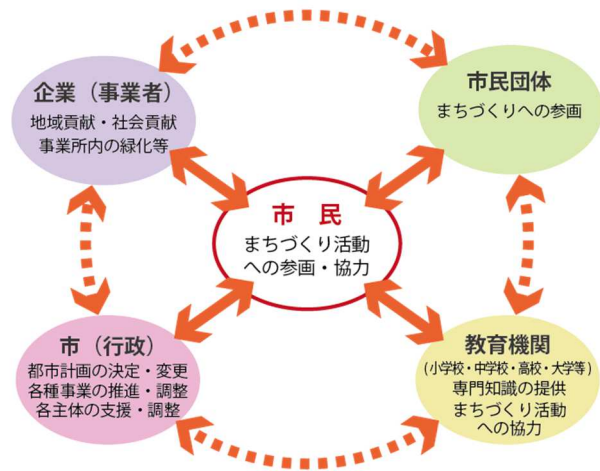 企業（事業者）
地域貢献・社会貢献
事業所内の緑化等
市民団体
まちづくりへの参画
市　民
まちづくり活動
への参画・協力
市（行政）
都市計画の決定・変更
各種事業の推進・調整
各主体の支援・調整
教育機関
(小学校・中学校・高校・大学等)
専門知識の提供
まちづくり活動
への協力